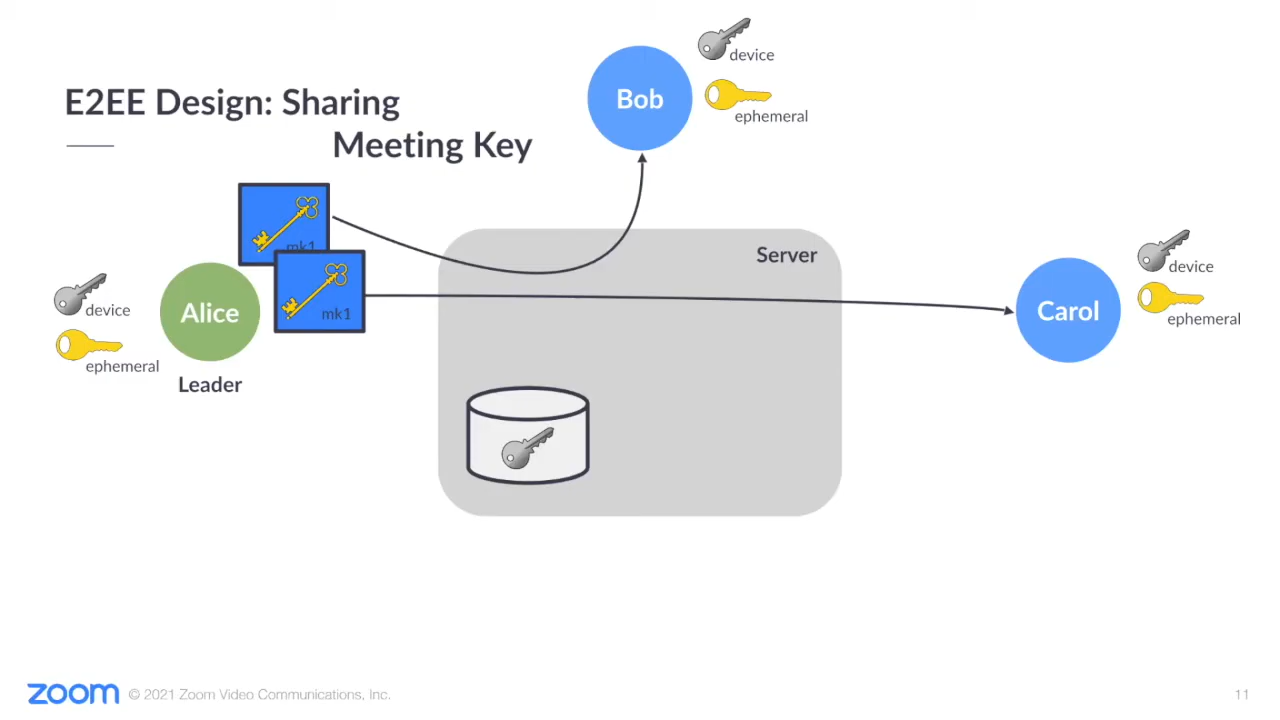 E2EE Design: Sharing
Meeting Key
Bob
device
ephemeral
mk1
mk1
Server
device
ephemeral
Alice
Leader
Carol
device
ephemeral
zoom © 2021 Zoom Video Communications, Inc.
11